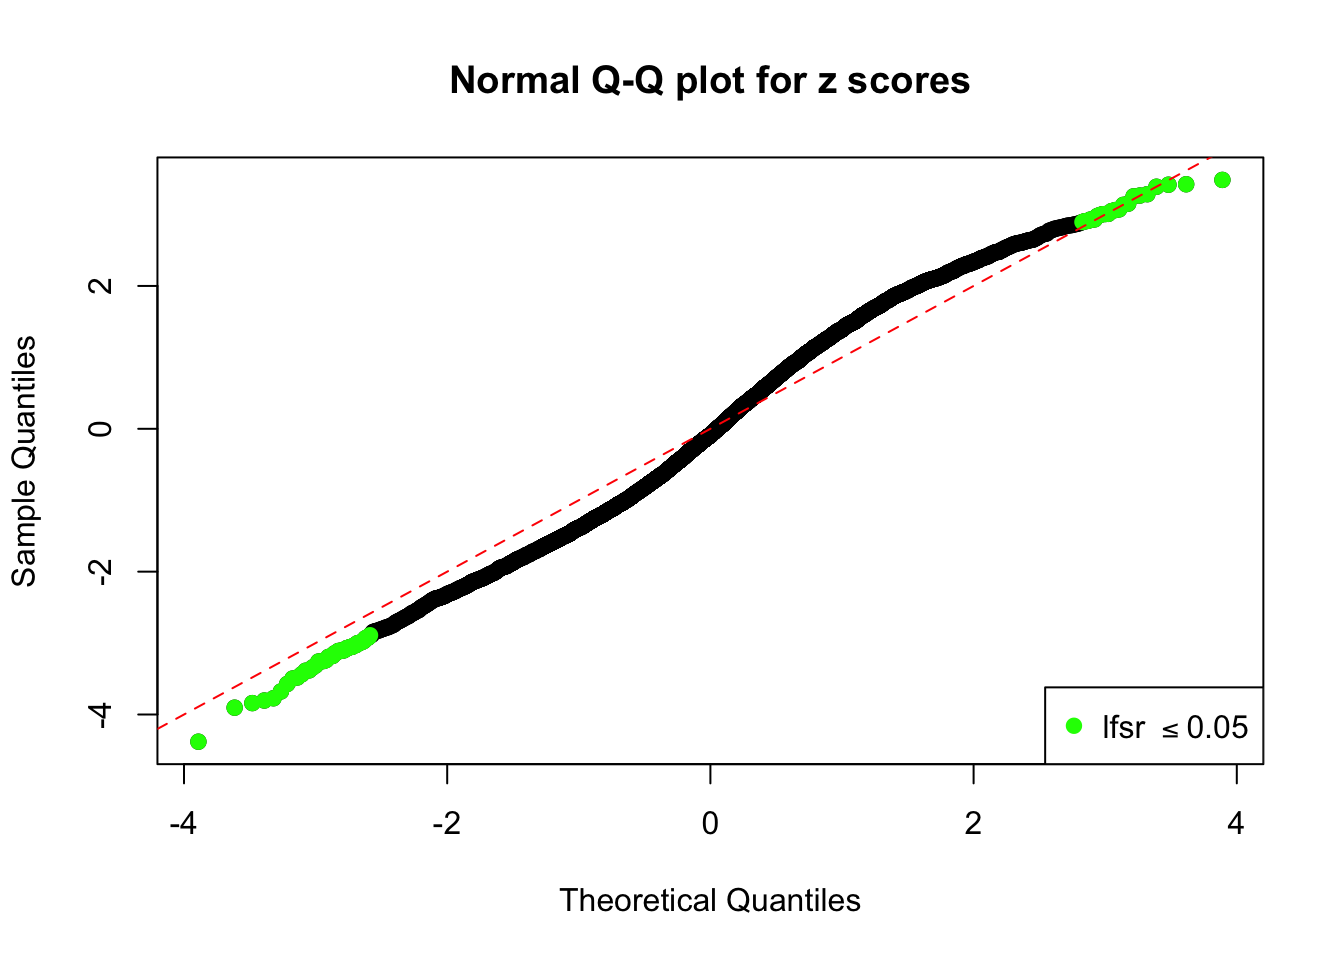 Normal Q-Q plot for z scores
Sample Quantiles
2
0
-2
-4
lfsr ≤ 0.05
-4 -2 0 2 4
Theoretical Quantiles